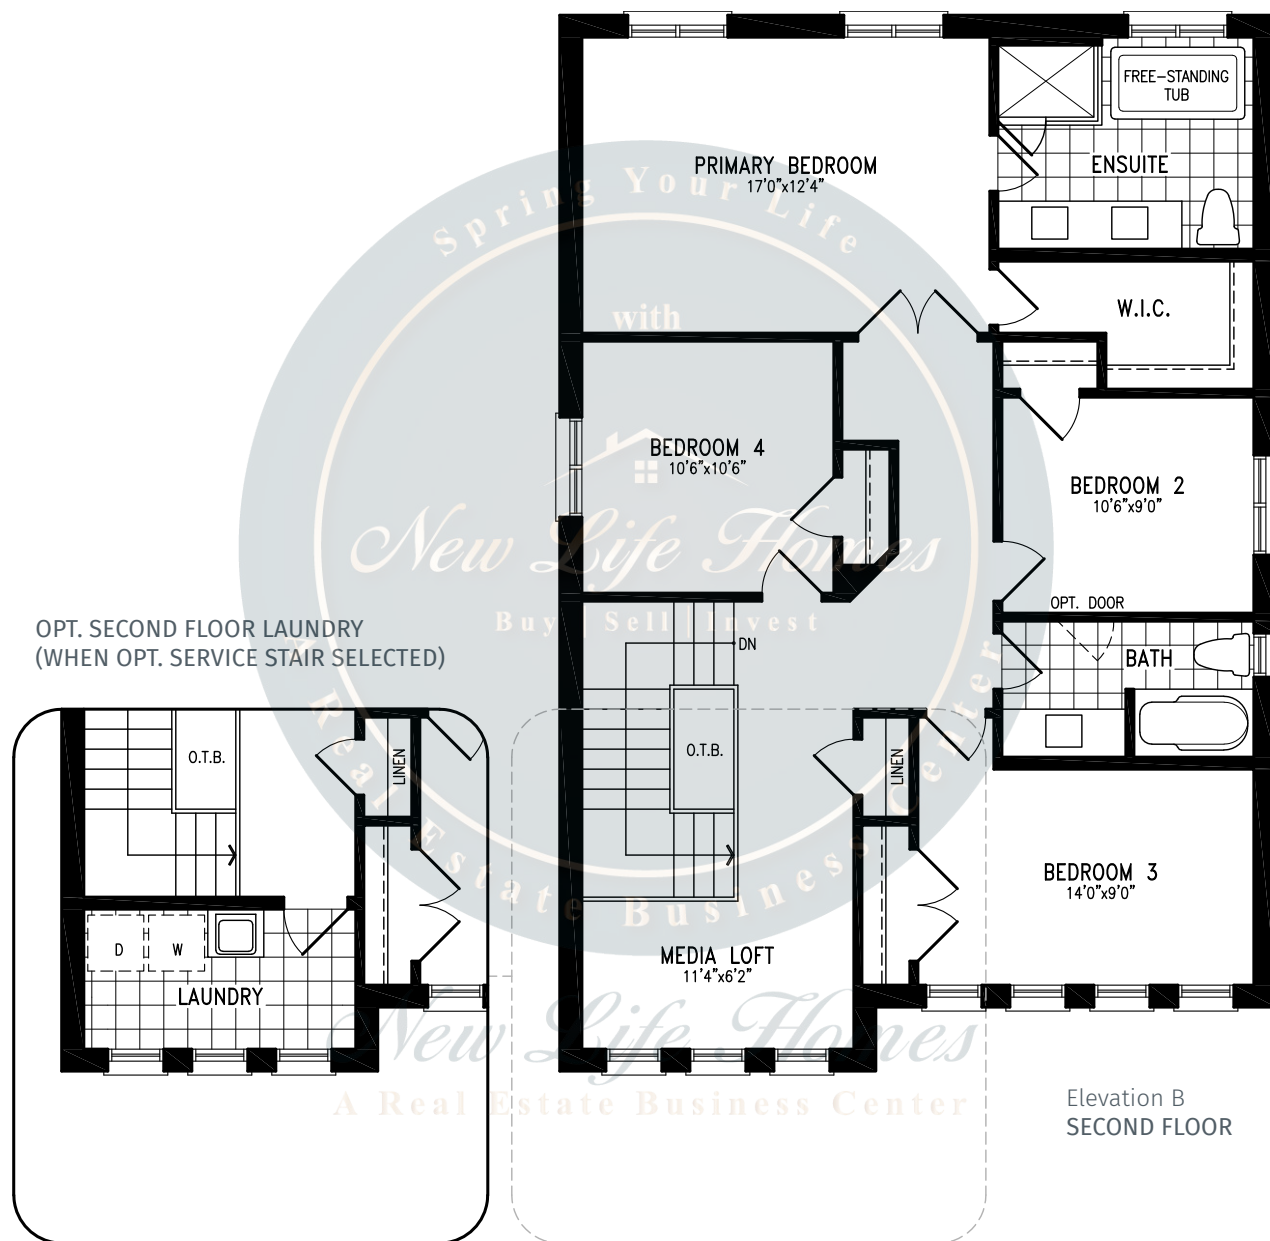 FREE-STANDING
TUB
PRIMARY BEDROOM
17'0"x12'4"
ENSUITE
Spring Your Life
with
W.I.C.
BEDROOM 4
10'6"x10'6"
BEDROOM 2
10'6"x9'0"
New Life Homes
Buy | Sell | Invest
OPT. DOOR
OPT. SECOND FLOOR LAUNDRY
(WHEN OPT. SERVICE STAIR SELECTED)
DN
BATH
A Real Estate Business Center
O.T.B.
LINEN
O.T.B.
LINEN
BEDROOM 3
14'0"x9'0"
D
W
LAUNDRY
MEDIA LOFT
11'4"x6'2"
New Life Homes
A Real Estate Business Center
Elevation B
SECOND FLOOR